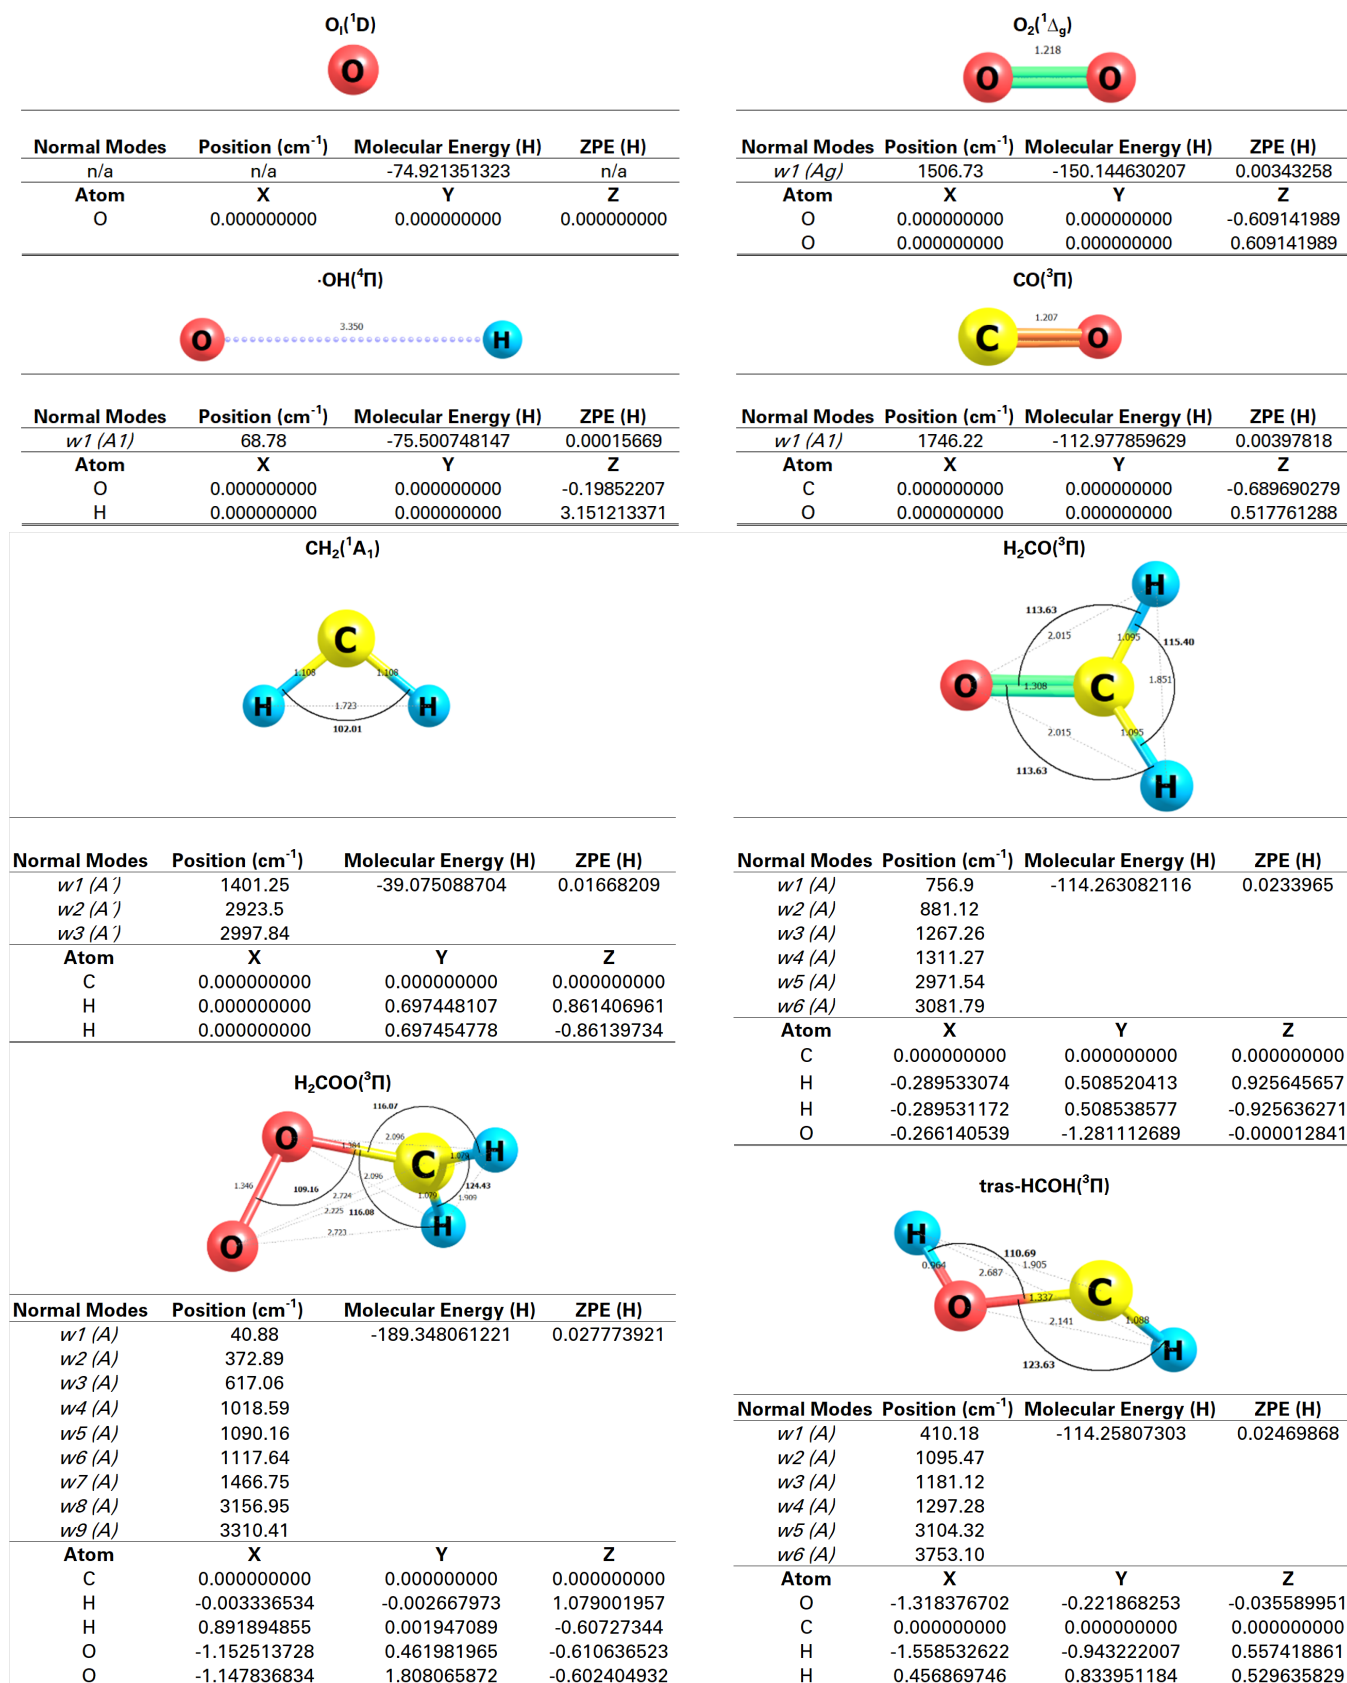 Oᵢ(¹D)
O
Normal Modes Position (cm⁻¹) Molecular Energy (H) ZPE (H)
n/a n/a -74.921351323 n/a
Atom X Y Z
O 0.000000000 0.000000000 0.000000000
O₂(¹Δg)
1.218
O O
Normal Modes Position (cm⁻¹) Molecular Energy (H) ZPE (H)
w1 (Ag) 1506.73 -150.144630207 0.00343258
Atom X Y Z
O 0.000000000 0.000000000 -0.609141989
O 0.000000000 0.000000000 0.609141989
·OH(⁴Π)
3.350
O H
Normal Modes Position (cm⁻¹) Molecular Energy (H) ZPE (H)
w1 (A1) 68.78 -75.500748147 0.00015669
Atom X Y Z
O 0.000000000 0.000000000 -0.19852207
H 0.000000000 0.000000000 3.151213371
CO(³Π)
1.207
C O
Normal Modes Position (cm⁻¹) Molecular Energy (H) ZPE (H)
w1 (A1) 1746.22 -112.977859629 0.00397818
Atom X Y Z
C 0.000000000 0.000000000 -0.689690279
O 0.000000000 0.000000000 0.517761288
CH₂(¹A₁)
C
1.108 1.108
H 1.723 H
102.01
Normal Modes Position (cm⁻¹) Molecular Energy (H) ZPE (H)
w1 (A´) 1401.25 -39.075088704 0.01668209
w2 (A´) 2923.5
w3 (A´) 2997.84
Atom X Y Z
C 0.000000000 0.000000000 0.000000000
H 0.000000000 0.697448107 0.861406961
H 0.000000000 0.697454778 -0.86139734
H₂CO(³Π)
H
113.63
2.015 1.095 115.40
O 1.308 C 1.851
2.015 1.095
113.63
H
Normal Modes Position (cm⁻¹) Molecular Energy (H) ZPE (H)
w1 (A) 756.9 -114.263082116 0.0233965
w2 (A) 881.12
w3 (A) 1267.26
w4 (A) 1311.27
w5 (A) 2971.54
w6 (A) 3081.79
Atom X Y Z
C 0.000000000 0.000000000 0.000000000
H -0.289533074 0.508520413 0.925645657
H -0.289531172 0.508538577 -0.925636271
O -0.266140539 -1.281112689 -0.000012841
H₂COO(³Π)
116.07
O 1.384 2.096 H
C 1.079
1.346 109.16 2.096 124.43
2.724 1.079 1.909
2.225 116.08
O 2.723 H
Normal Modes Position (cm⁻¹) Molecular Energy (H) ZPE (H)
w1 (A) 40.88 -189.348061221 0.027773921
w2 (A) 372.89
w3 (A) 617.06
w4 (A) 1018.59
w5 (A) 1090.16
w6 (A) 1117.64
w7 (A) 1466.75
w8 (A) 3156.95
w9 (A) 3310.41
Atom X Y Z
C 0.000000000 0.000000000 0.000000000
H -0.003336534 -0.002667973 1.079001957
H 0.891894855 0.001947089 -0.60727344
O -1.152513728 0.461981965 -0.610636523
O -1.147836834 1.808065872 -0.602404932
tras-HCOH(³Π)
H 110.69
0.964 2.687 1.905
O 1.337 C
2.141 1.088
123.63 H
Normal Modes Position (cm⁻¹) Molecular Energy (H) ZPE (H)
w1 (A) 410.18 -114.25807303 0.02469868
w2 (A) 1095.47
w3 (A) 1181.12
w4 (A) 1297.28
w5 (A) 3104.32
w6 (A) 3753.10
Atom X Y Z
O -1.318376702 -0.221868253 -0.035589951
C 0.000000000 0.000000000 0.000000000
H -1.558532622 -0.943222007 0.557418861
H 0.456869746 0.833951184 0.529635829